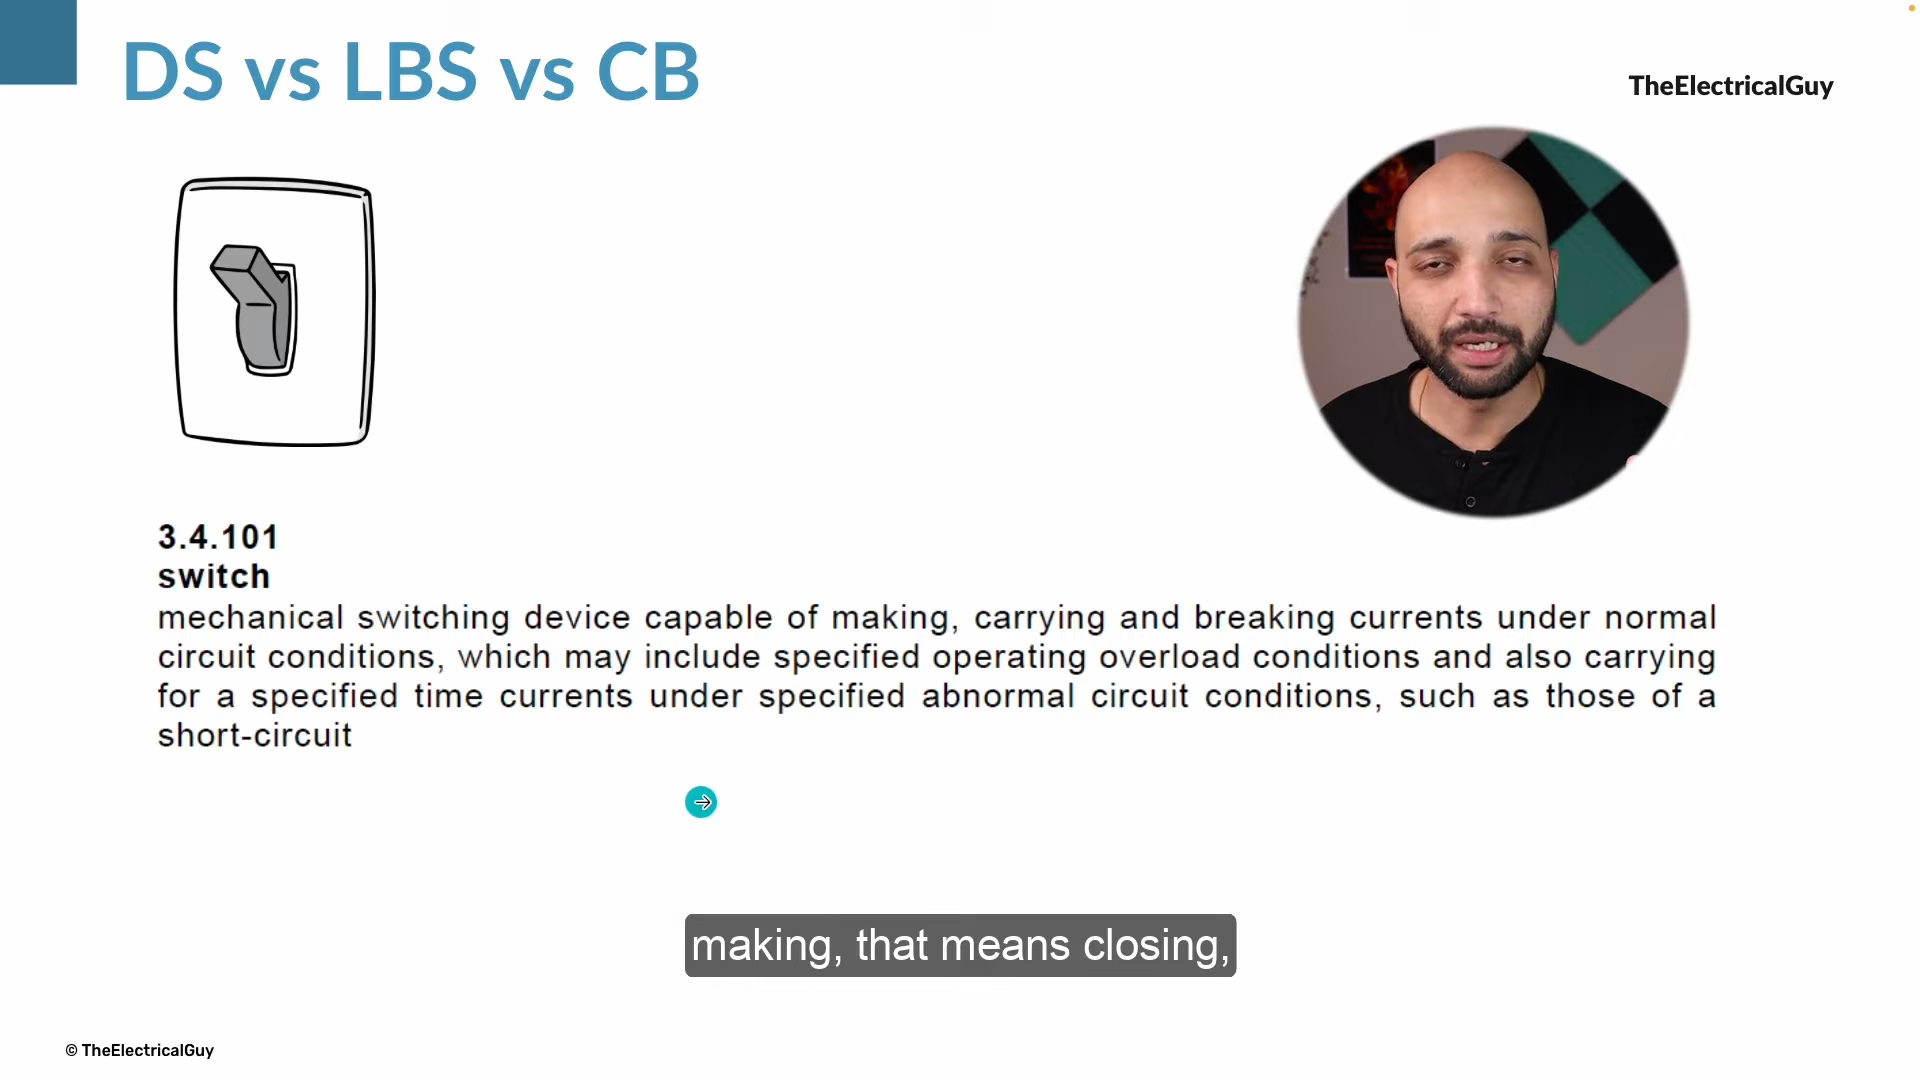 DS vs LBS vs CB
TheElectricalGuy
3.4.101
switch
mechanical switching device capable of making, carrying and breaking currents under normal
circuit conditions, which may include specified operating overload conditions and also carrying
for a specified time currents under specified abnormal circuit conditions, such as those of a
short-circuit
making, that means closing,
© TheElectricalGuy